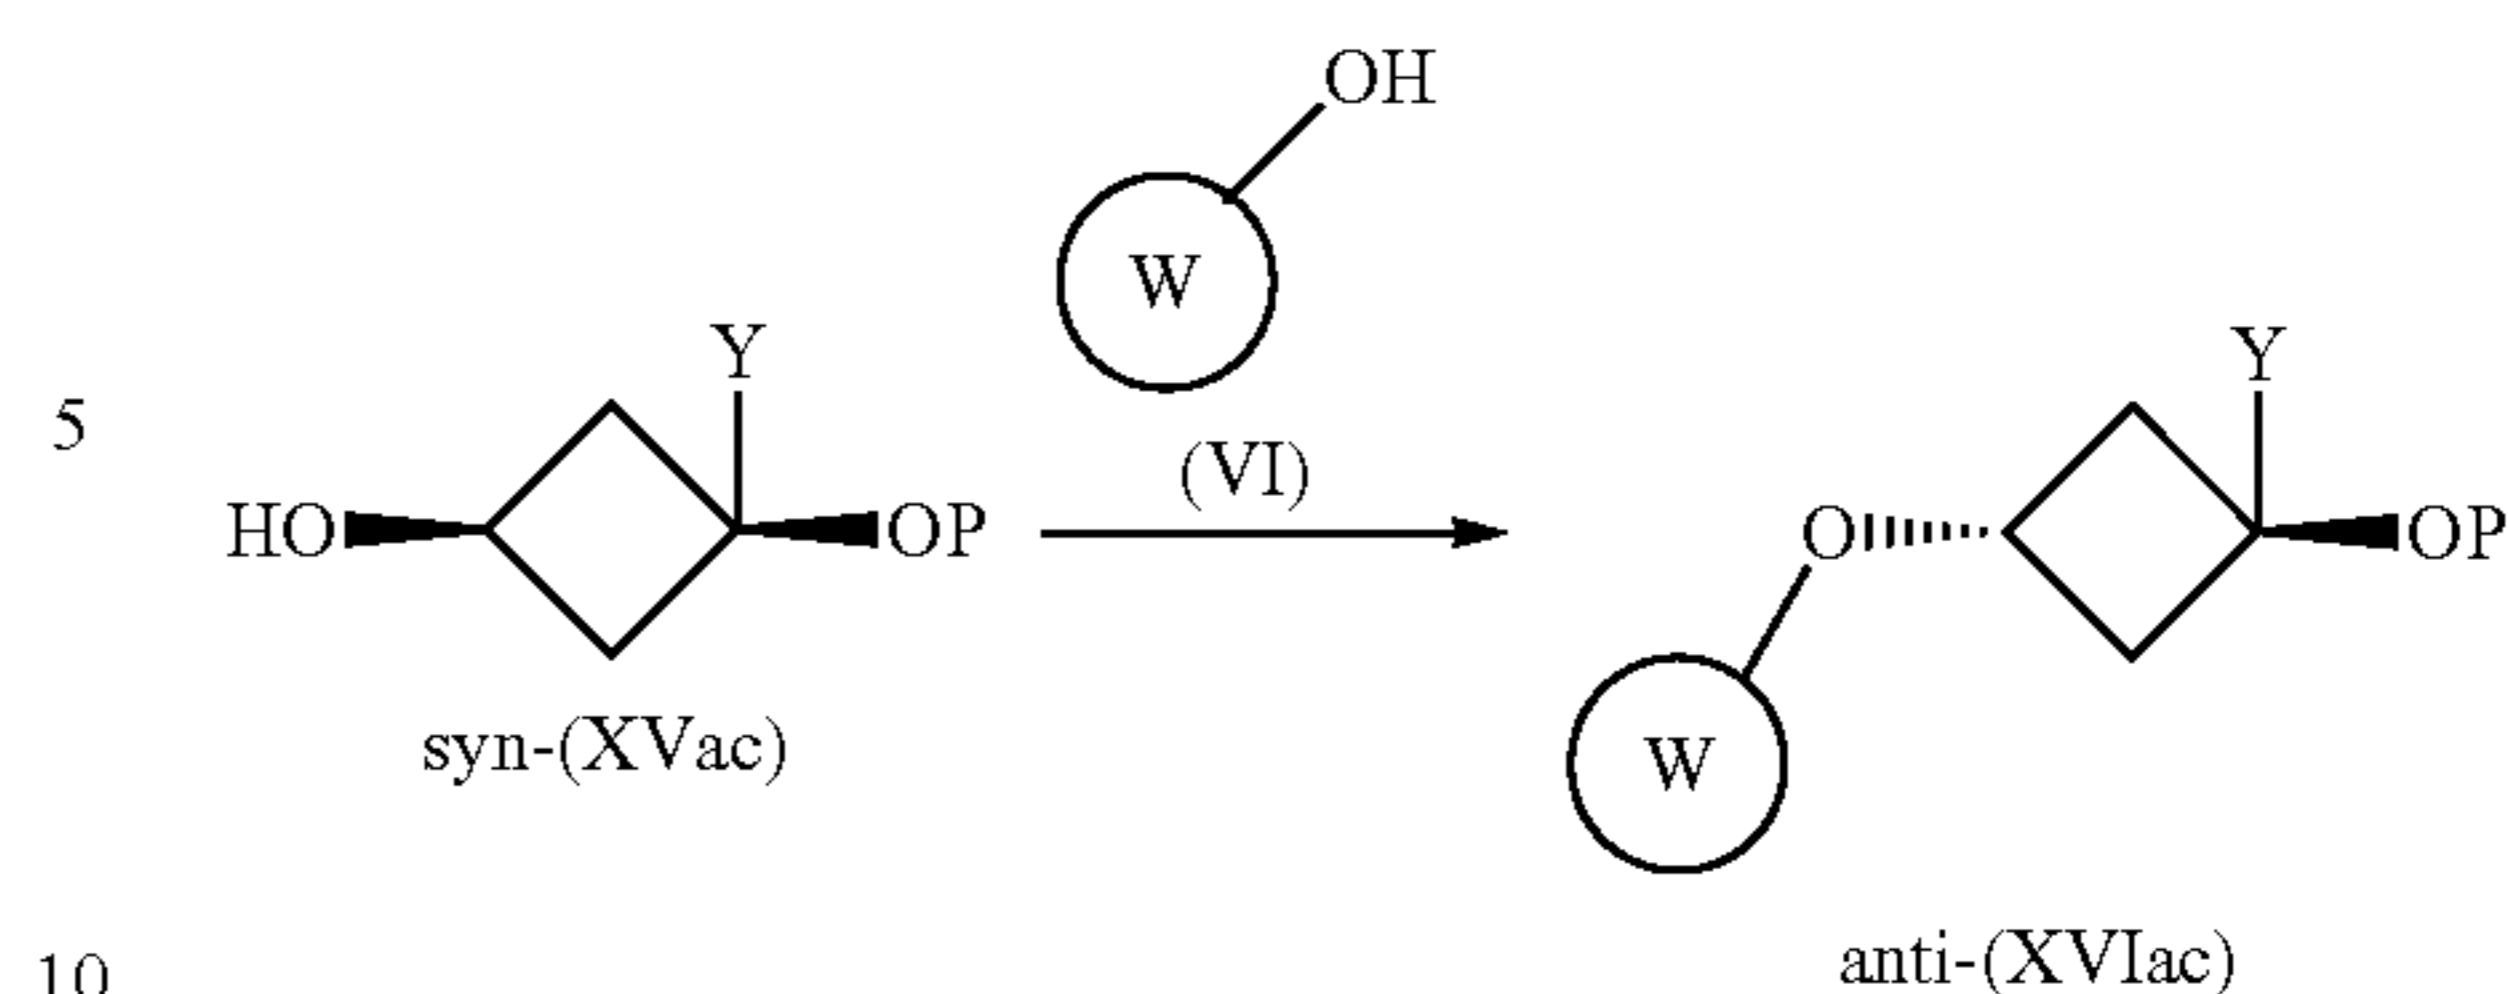 OH
W
Y
Y
5
(VI)
HO
OP
O
OP
syn-(XVac)
W
anti-(XVIac)
10